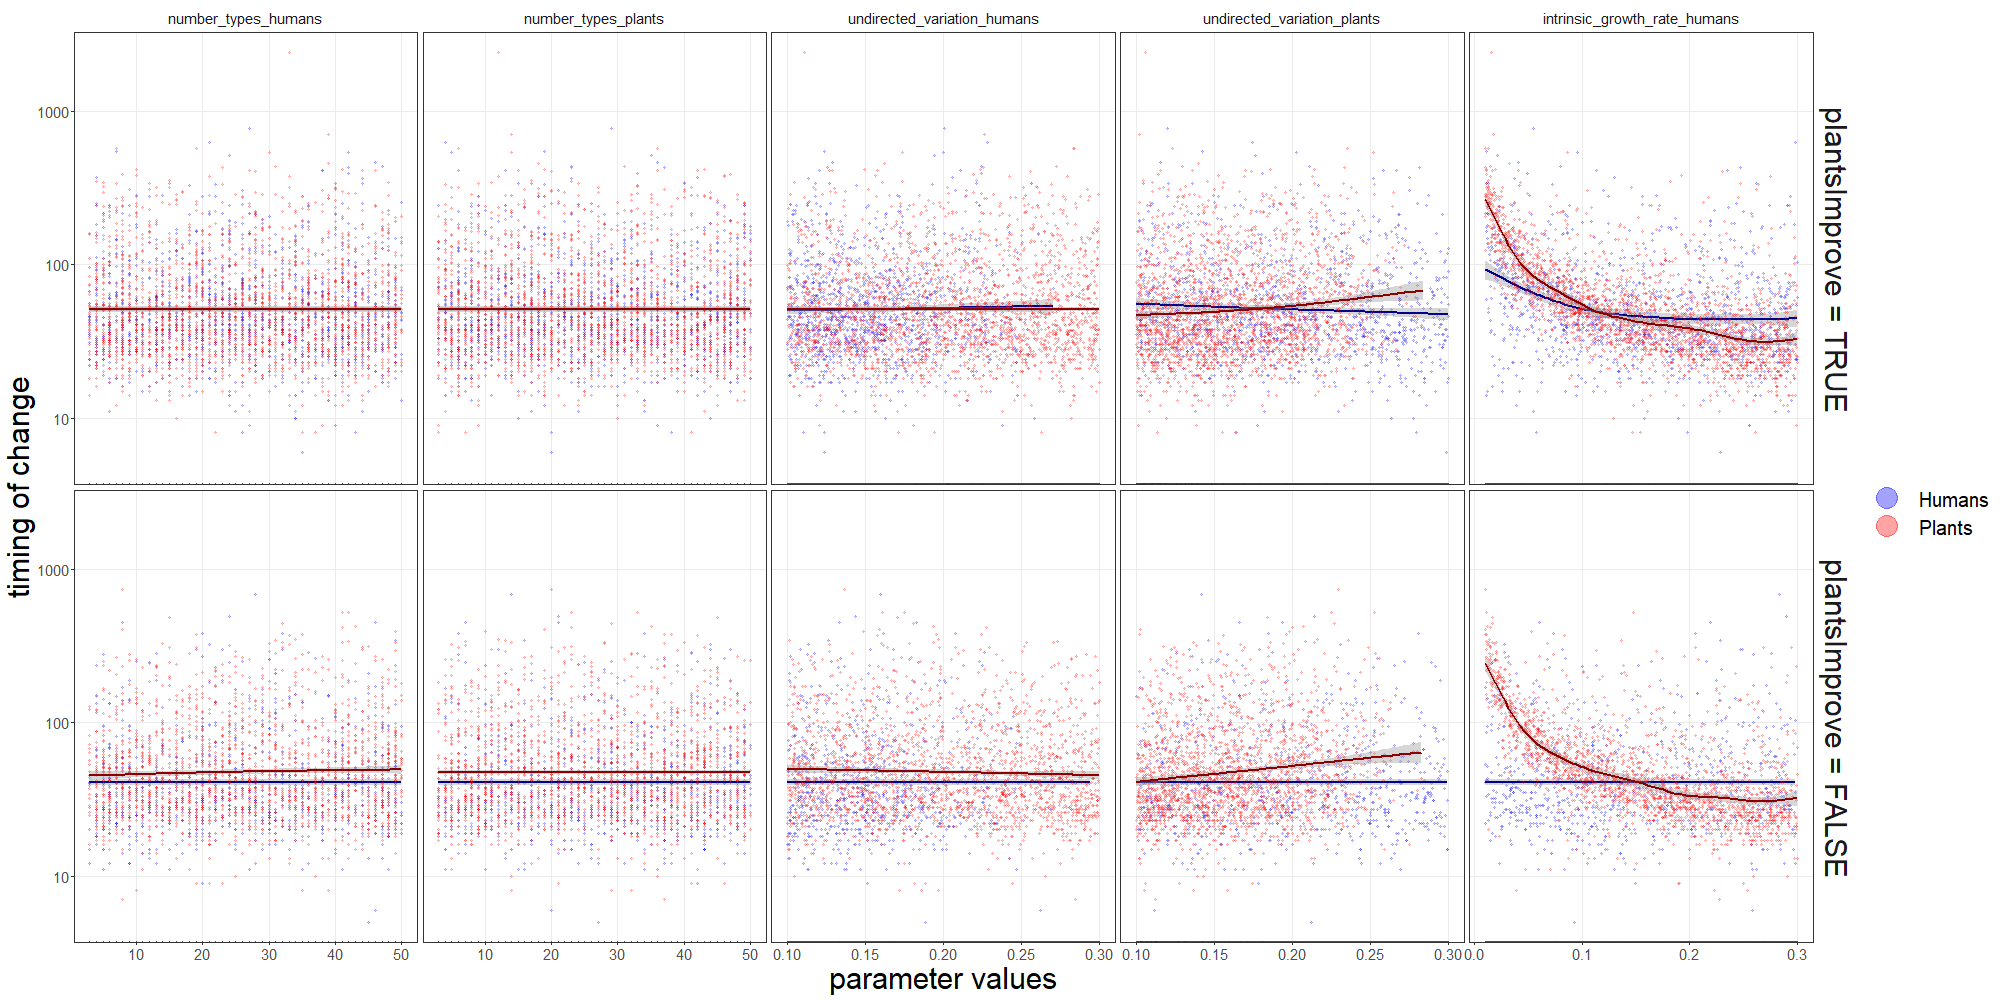 number_types_humans number_types_plants undirected_variation_humans undirected_variation_plants intrinsic_growth_rate_humans
1000
100
10
plantsImprove = TRUE
timing of change
1000
100
10
plantsImprove = FALSE
Humans
Plants
10 20 30 40 50 10 20 30 40 50 0.10 0.15 0.20 0.25 0.30 0.10 0.15 0.20 0.25 0.30 0.0 0.1 0.2 0.3
parameter values